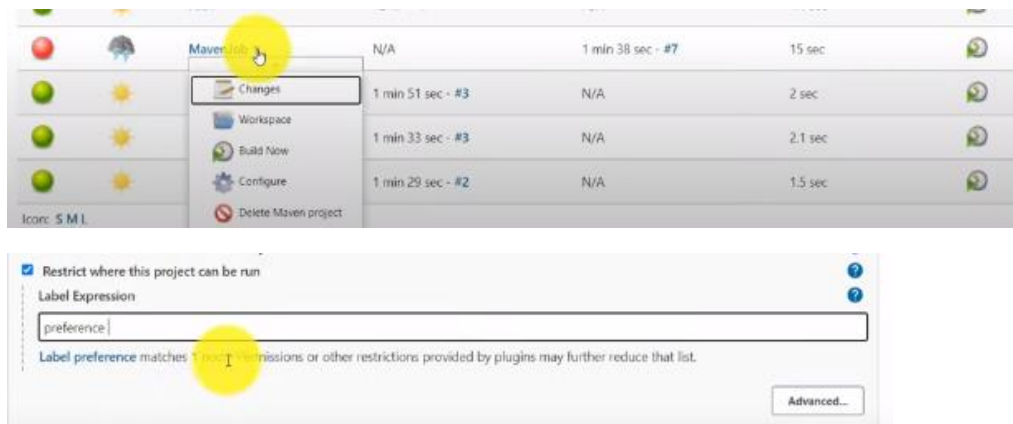 MavenJob N/A 1 min 38 sec - #7 15 sec
Changes 1 min 51 sec - #3 N/A 2 sec
Workspace
Build Now 1 min 33 sec - #3 N/A 2.1 sec
Configure 1 min 29 sec - #2 N/A 1.5 sec
Delete Maven project
Icon: S M L
Restrict where this project can be run
Label Expression
preference
Label preference matches 1 or other restrictions provided by plugins may further reduce that list.
Advanced...